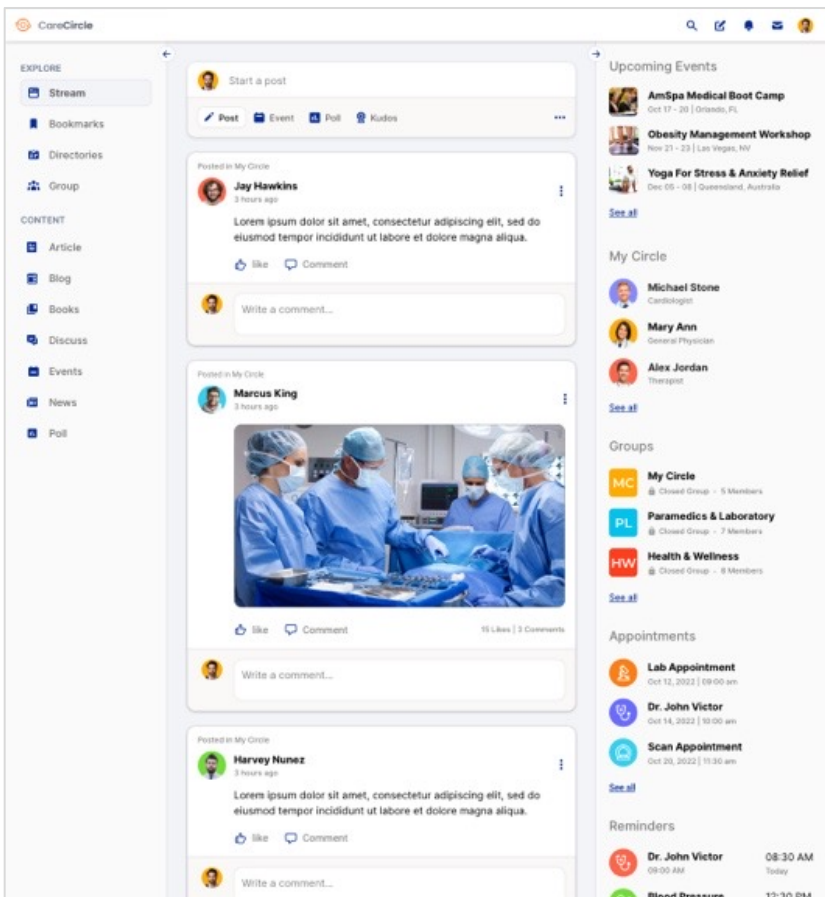 CareCircle
EXPLORE
Stream
Bookmarks
Directories
Group
CONTENT
Article
Blog
Books
Discuss
Events
News
Poll
Start a post
Post Event Poll Kudos
Posted in My Circle
Jay Hawkins
3 hours ago
Lorem ipsum dolor sit amet, consectetur adipiscing elit, sed do
eiusmod tempor incididunt ut labore et dolore magna aliqua.
like Comment
Write a comment...
Posted in My Circle
Marcus King
3 hours ago
like Comment 15 Likes | 3 Comments
Write a comment...
Posted in My Circle
Harvey Nunez
3 hours ago
Lorem ipsum dolor sit amet, consectetur adipiscing elit, sed do
eiusmod tempor incididunt ut labore et dolore magna aliqua.
like Comment
Write a comment...
Upcoming Events
AmSpa Medical Boot Camp
Oct 17 - 20 | Orlando, FL
Obesity Management Workshop
Nov 21 - 23 | Las Vegas, NV
Yoga For Stress & Anxiety Relief
Dec 05 - 08 | Queensland, Australia
See all
My Circle
Michael Stone
Cardiologist
Mary Ann
General Physician
Alex Jordan
Therapist
See all
Groups
MC My Circle
Closed Group - 5 Members
PL Paramedics & Laboratory
Closed Group - 7 Members
HW Health & Wellness
Closed Group - 8 Members
See all
Appointments
Lab Appointment
Oct 12, 2022 | 09:00 am
Dr. John Victor
Oct 14, 2022 | 10:00 am
Scan Appointment
Oct 20, 2022 | 11:30 am
See all
Reminders
Dr. John Victor 08:30 AM
09:00 AM Today
Blood Pressure 12:30 PM